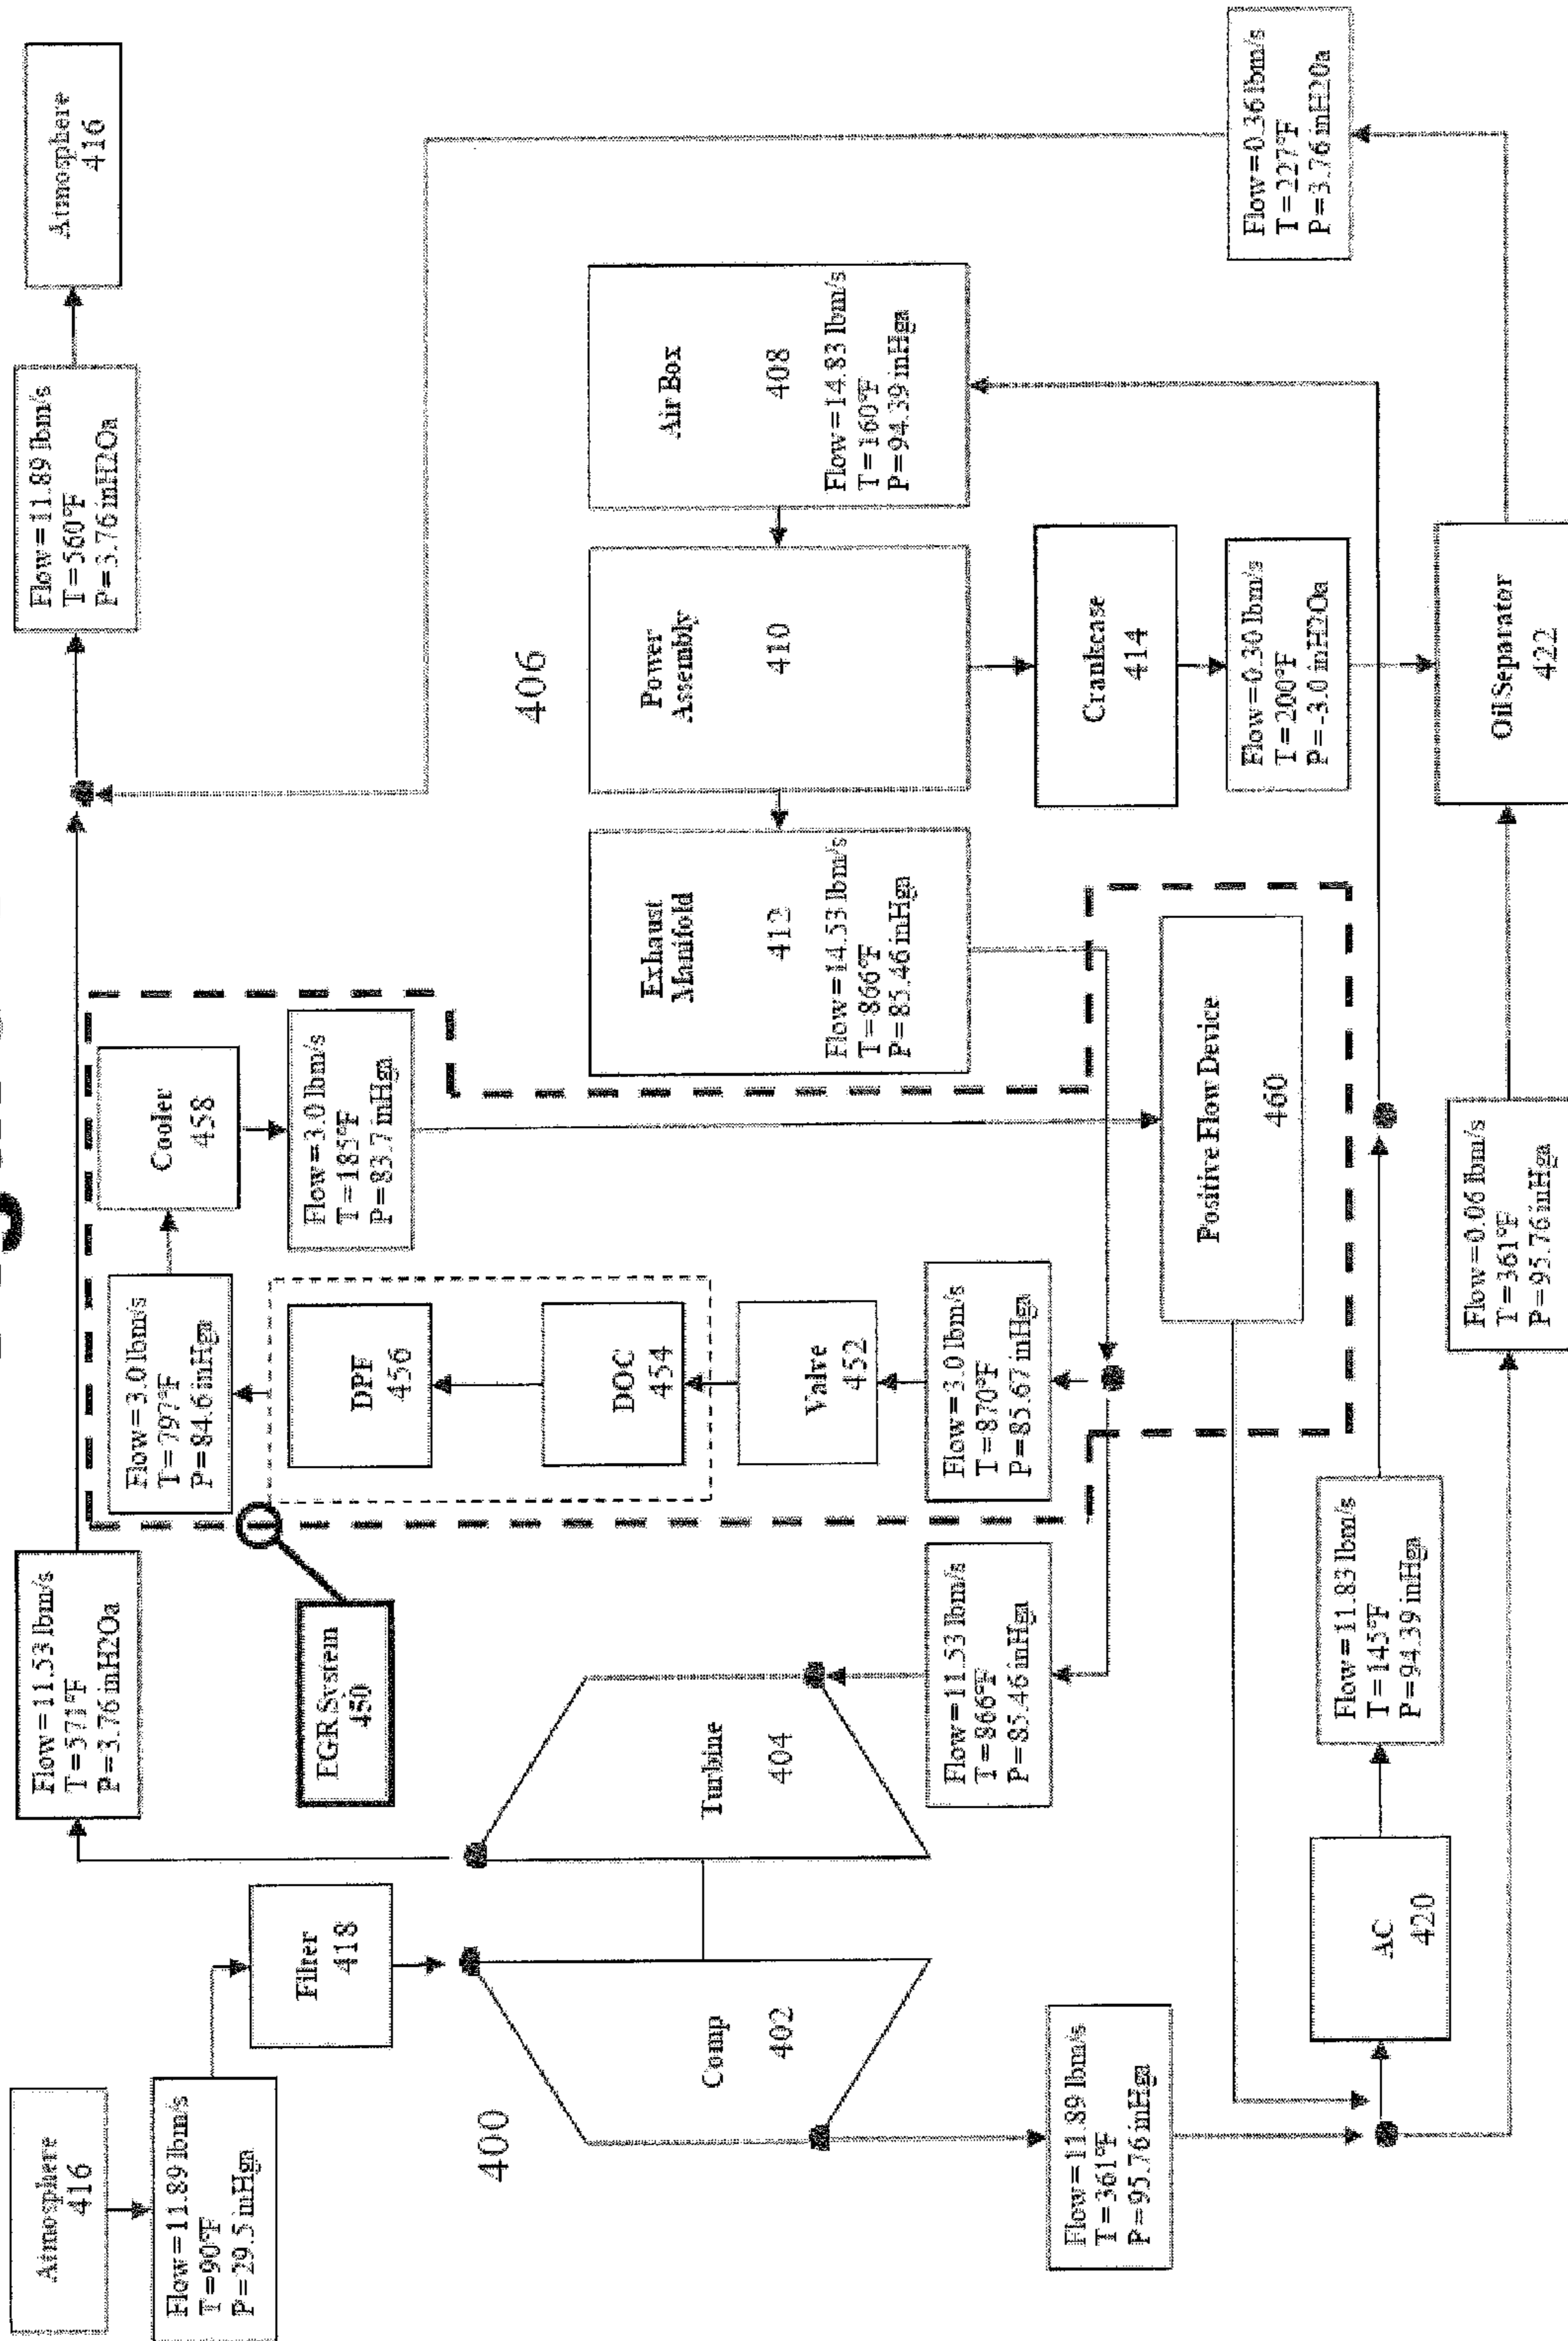 Atmosphere
416
Flow=11.89 lbm/s
T=90°F
P=29.5 inHga
Filter
418
400
Comp
402
Flow=11.89 lbm/s
T=361°F
P=95.76 inHga
Turbine
404
Flow=11.53 lbm/s
T=571°F
P=3.76 inH2Oa
EGR System
450
Flow=11.53 lbm/s
T=866°F
P=85.46 inHga
AC
420
Flow=11.83 lbm/s
T=145°F
P=94.39 inHga
Flow=3.0 lbm/s
T=797°F
P=84.6 inHga
DPF
456
DOC
454
Valve
452
Flow=3.0 lbm/s
T=870°F
P=85.67 inHga
Cooler
458
Flow=3.0 lbm/s
T=185°F
P=83.7 inHga
Positive Flow Device
460
Flow=0.06 lbm/s
T=361°F
P=95.76 inHga
406
Exhaust
Manifold
412
Flow=14.53 lbm/s
T=866°F
P=85.46 inHga
Power
Assembly
410
Air Box
408
Flow=14.83 lbm/s
T=160°F
P=94.39 inHga
Crankcase
414
Flow=0.30 lbm/s
T=200°F
P=-3.0 inH2Oa
Oil Separator
422
Flow=0.36 lbm/s
T=227°F
P=3.76 inH20a
Flow=11.89 lbm/s
T=560°F
P=3.76 inH2Oa
Atmosphere
416